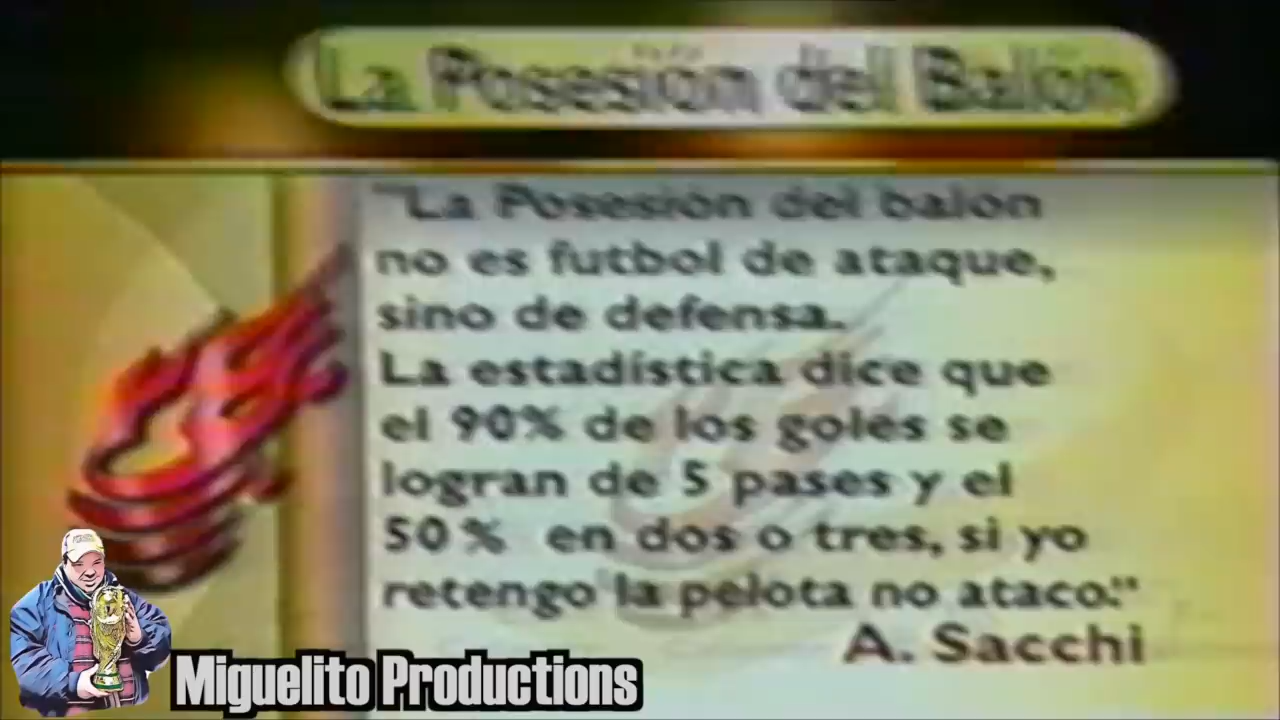 La Posesión del Balón
"La Posesión del balón
no es futbol de ataque,
sino de defensa.
La estadística dice que
el 90% de los goles se
logran de 5 pases y el
50 % en dos o tres, si yo
retengo la pelota no ataco."
A. Sacchi
Miguelito Productions